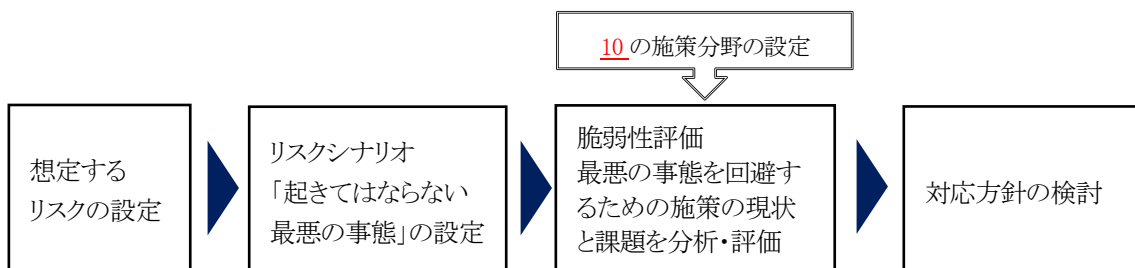 10の施策分野の設定
想定する
リスクの設定
リスクシナリオ
「起きてはならない
最悪の事態」の設定
脆弱性評価
最悪の事態を回避す
るための施策の現状
と課題を分析・評価
対応方針の検討